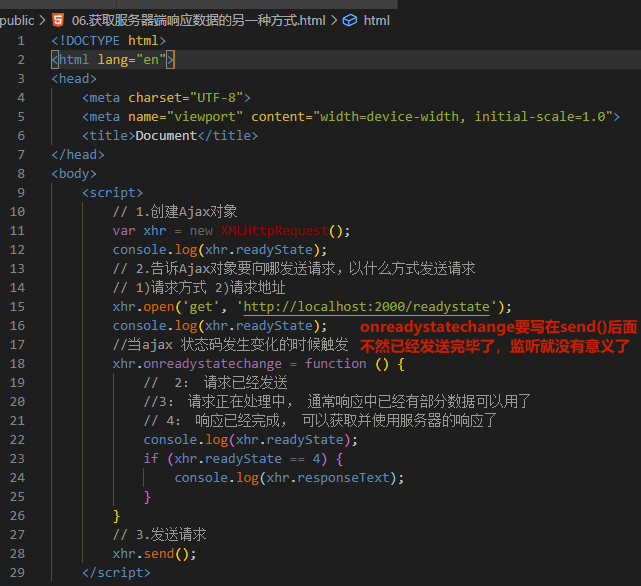 public > 06.获取服务器端响应数据的另一种方式.html > html
1 <!DOCTYPE html>
2 <html lang="en">
3 <head>
4 <meta charset="UTF-8">
5 <meta name="viewport" content="width=device-width, initial-scale=1.0">
6 <title>Document</title>
7 </head>
8 <body>
9 <script>
10 // 1.创建Ajax对象
11 var xhr = new XMLHttpRequest();
12 console.log(xhr.readyState);
13 // 2.告诉Ajax对象要向哪发送请求，以什么方式发送请求
14 // 1)请求方式 2)请求地址
15 xhr.open('get', 'http://localhost:2000/readystate');
16 console.log(xhr.readyState); onreadystatechange要写在send()后面
17 //当ajax 状态码发生变化的时候触发 不然已经发送完毕了，监听就没有意义了
18 xhr.onreadystatechange = function () {
19 // 2: 请求已经发送
20 //3: 请求正在处理中， 通常响应中已经有部分数据可以用了
21 // 4: 响应已经完成， 可以获取并使用服务器的响应了
22 console.log(xhr.readyState);
23 if (xhr.readyState == 4) {
24 console.log(xhr.responseText);
25 }
26 }
27 // 3.发送请求
28 xhr.send();
29 </script>